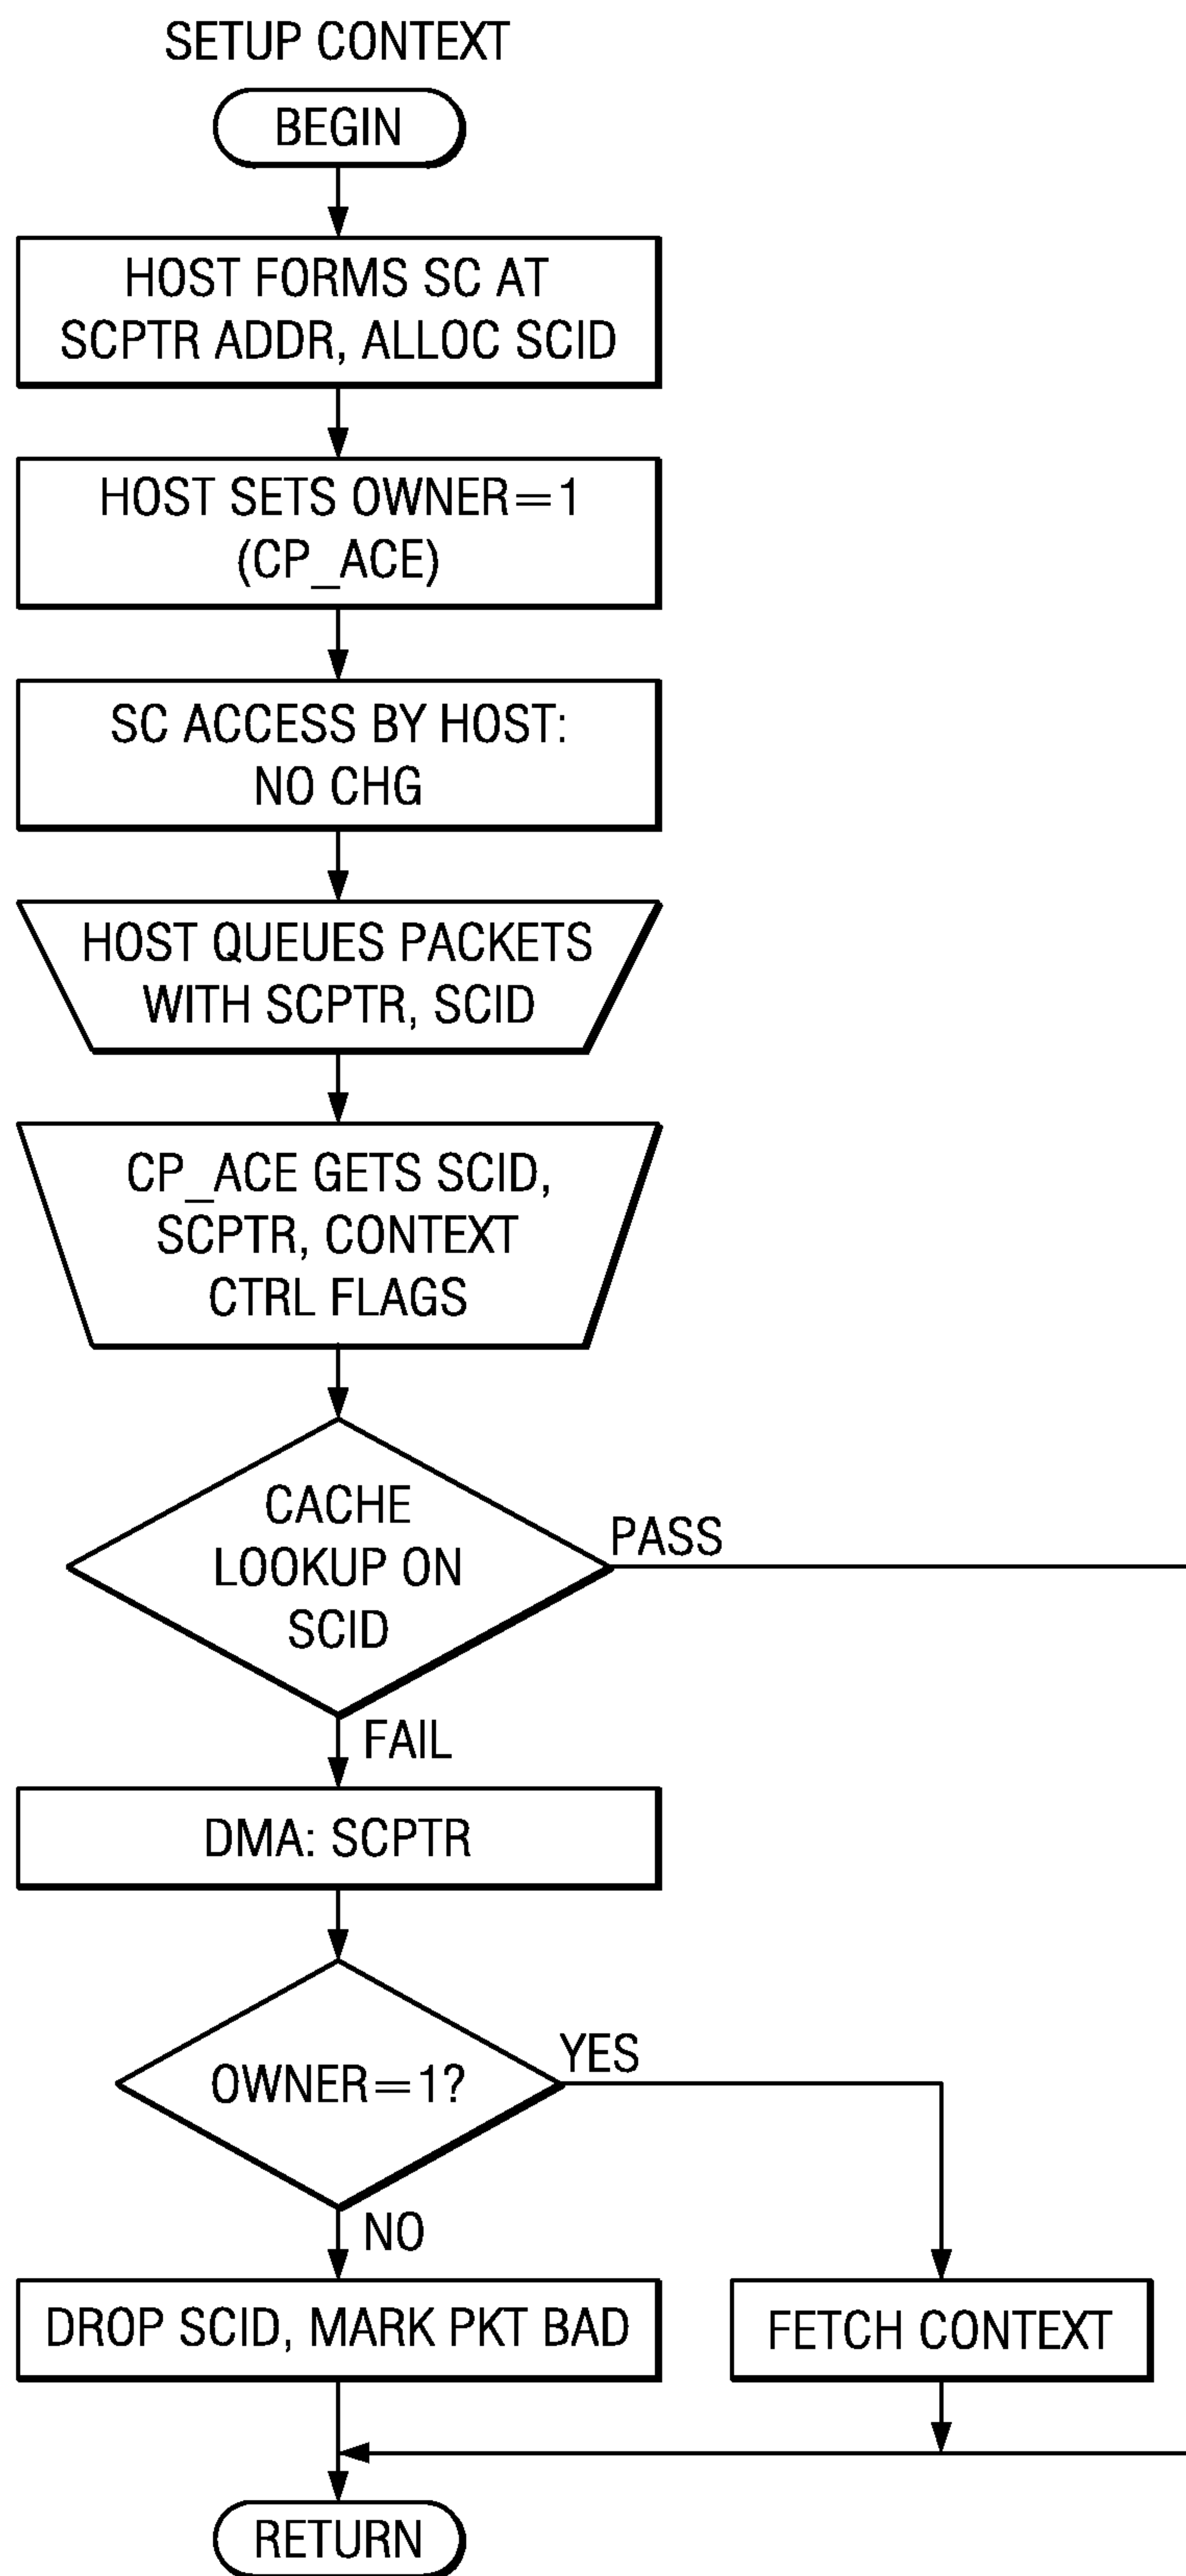 SETUP CONTEXT
BEGIN
HOST FORMS SC AT
SCPTR ADDR, ALLOC SCID
HOST SETS OWNER=1
(CP_ACE)
SC ACCESS BY HOST:
NO CHG
HOST QUEUES PACKETS
WITH SCPTR, SCID
CP_ACE GETS SCID,
SCPTR, CONTEXT
CTRL FLAGS
CACHE
LOOKUP ON
SCID
PASS
FAIL
DMA: SCPTR
OWNER=1?
YES
NO
DROP SCID, MARK PKT BAD
FETCH CONTEXT
RETURN